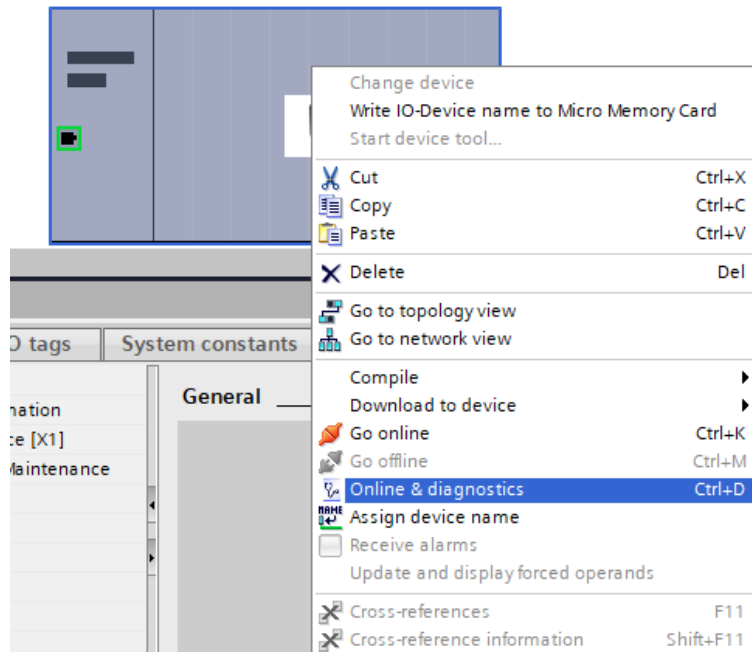 Change device
Write IO-Device name to Micro Memory Card
Start device tool...
Cut Ctrl+X
Copy Ctrl+C
Paste Ctrl+V
Delete Del
Go to topology view
Go to network view
O tags System constants
Compile
General
Download to device
Go online Ctrl+K
[X1]
Go offline Ctrl+M
Maintenance
Online & diagnostics Ctrl+D
NAME
Assign device name
Receive alarms
Update and display forced operands
Cross-references F11
Cross-reference information Shift+F11